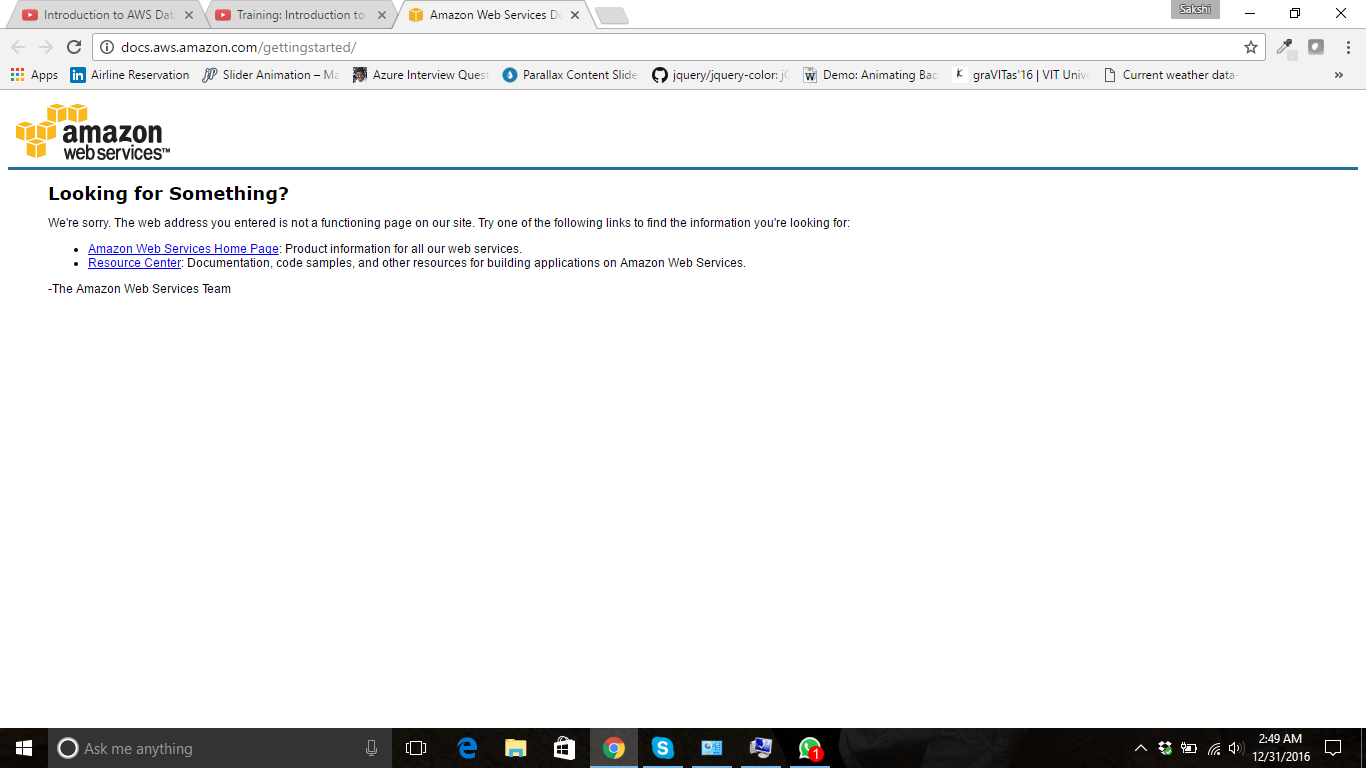 Introduction to AWS Dat
Training: Introduction to
Amazon Web Services D
Sakshi
docs.aws.amazon.com/gettingstarted/
Apps
Airline Reservation
Slider Animation – Ma
Azure Interview Quest
Parallax Content Slide
jquery/jquery-color: jQ
Demo: Animating Bac
graVITas'16 | VIT Unive
Current weather data-
»
amazon
web services™
Looking for Something?
We're sorry. The web address you entered is not a functioning page on our site. Try one of the following links to find the information you're looking for:
• Amazon Web Services Home Page: Product information for all our web services.
• Resource Center: Documentation, code samples, and other resources for building applications on Amazon Web Services.
-The Amazon Web Services Team
Ask me anything
1
2:49 AM
12/31/2016